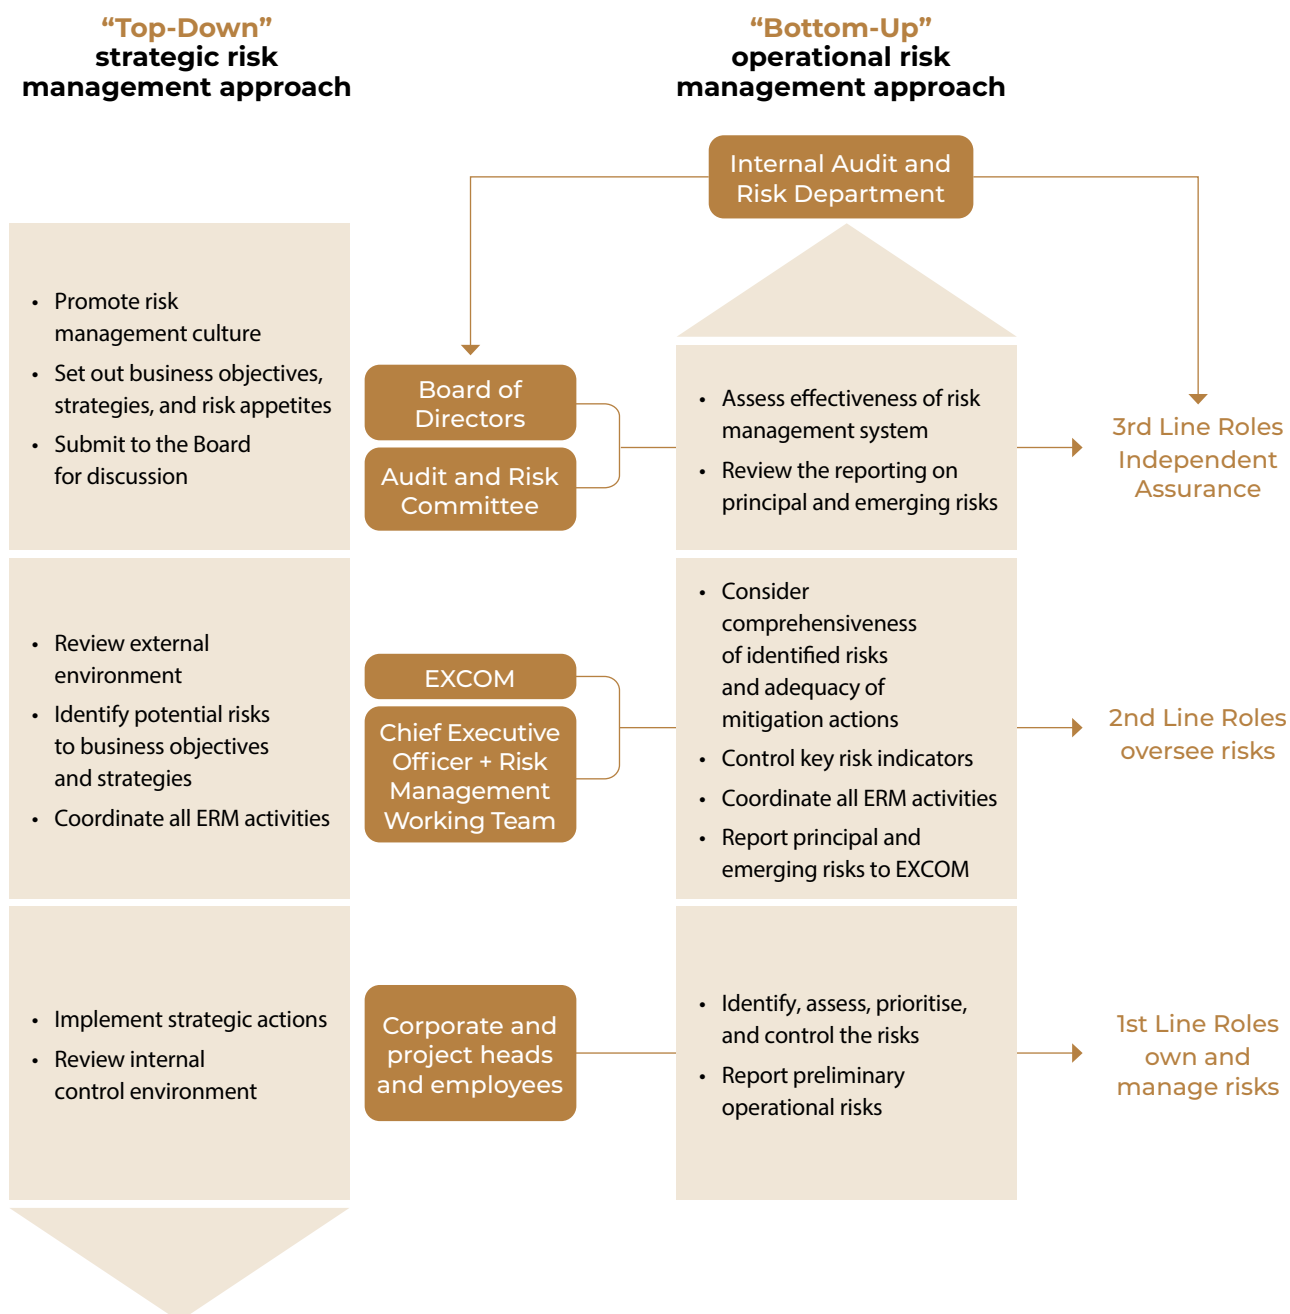 “Top-Down”
strategic risk
management approach
“Bottom-Up”
operational risk
management approach
Internal Audit and
Risk Department
• Promote risk
management culture
• Set out business objectives,
strategies, and risk appetites
• Submit to the Board
for discussion
Board of
Directors
Audit and Risk
Committee
• Assess effectiveness of risk
management system
• Review the reporting on
principal and emerging risks
3rd Line Roles
Independent
Assurance
• Review external
environment
• Identify potential risks
to business objectives
and strategies
• Coordinate all ERM activities
EXCOM
Chief Executive
Officer + Risk
Management
Working Team
• Consider
comprehensiveness
of identified risks
and adequacy of
mitigation actions
• Control key risk indicators
• Coordinate all ERM activities
• Report principal and
emerging risks to EXCOM
2nd Line Roles
oversee risks
• Implement strategic actions
• Review internal
control environment
Corporate and
project heads
and employees
• Identify, assess, prioritise,
and control the risks
• Report preliminary
operational risks
1st Line Roles
own and
manage risks